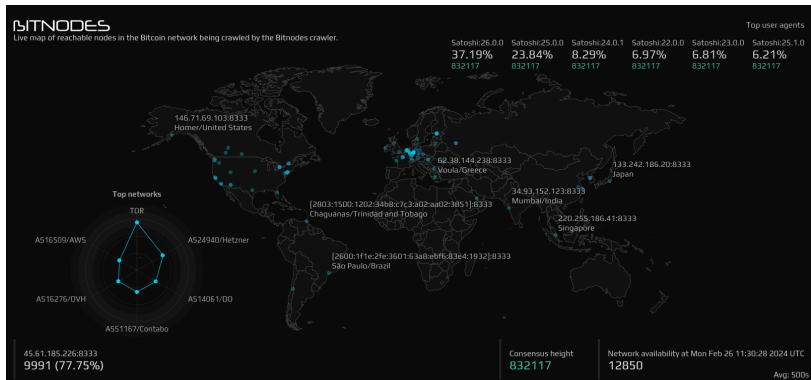 BITNODES
Live map of reachable nodes in the Bitcoin network being crawled by the Bitnodes crawler.
Top user agents
Satoshi:26.0.0 Satoshi:25.0.0 Satoshi:24.0.1 Satoshi:22.0.0 Satoshi:23.0.0 Satoshi:25.1.0
37.19% 23.84% 8.29% 6.97% 6.81% 6.21%
832117 832117 832117 832117 832117 832117
146.71.69.103:8333
Homer/United States
62.38.144.238:8333
Voula/Greece
133.242.186.20:8333
Japan
34.93.152.123:8333
Mumbai/India
[2803:1500:1202:34b8:c7c3:a02:aa02:3851]:8333
Chaguanas/Trinidad and Tobago
220.255.186.41:8333
Singapore
[2600:1f1e:2fe:3601:63a8:ebf6:83e4:1932]:8333
São Paulo/Brazil
Top networks
TOR
AS16509/AWS
AS24940/Hetzner
AS16276/OVH
AS14061/DO
AS51167/Contabo
45.61.185.226:8333
9991 (77.75%)
Consensus height
832117
Network availability at Mon Feb 26 11:30:28 2024 UTC
12850
Avg: 500s